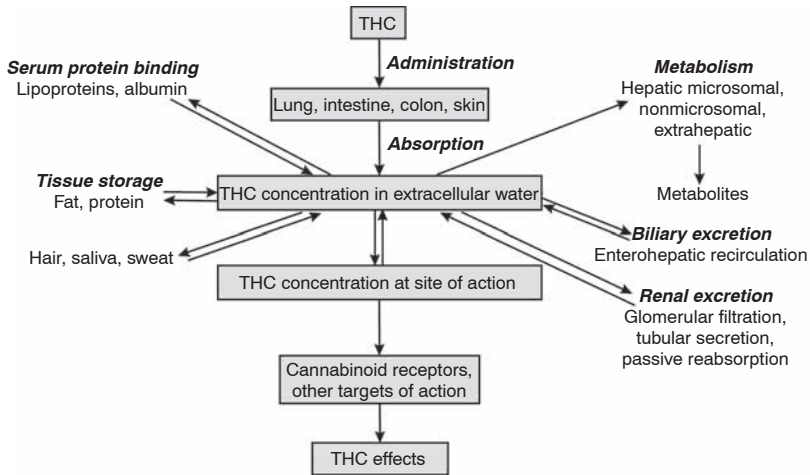 THC
Administration
Serum protein binding
Lipoproteins, albumin
Lung, intestine, colon, skin
Metabolism
Hepatic microsomal,
nonmicrosomal,
extrahepatic
Absorption
Tissue storage
Fat, protein
THC concentration in extracellular water
Metabolites
Hair, saliva, sweat
Biliary excretion
Enterohepatic recirculation
THC concentration at site of action
Renal excretion
Glomerular filtration,
tubular secretion,
passive reabsorption
Cannabinoid receptors,
other targets of action
THC effects